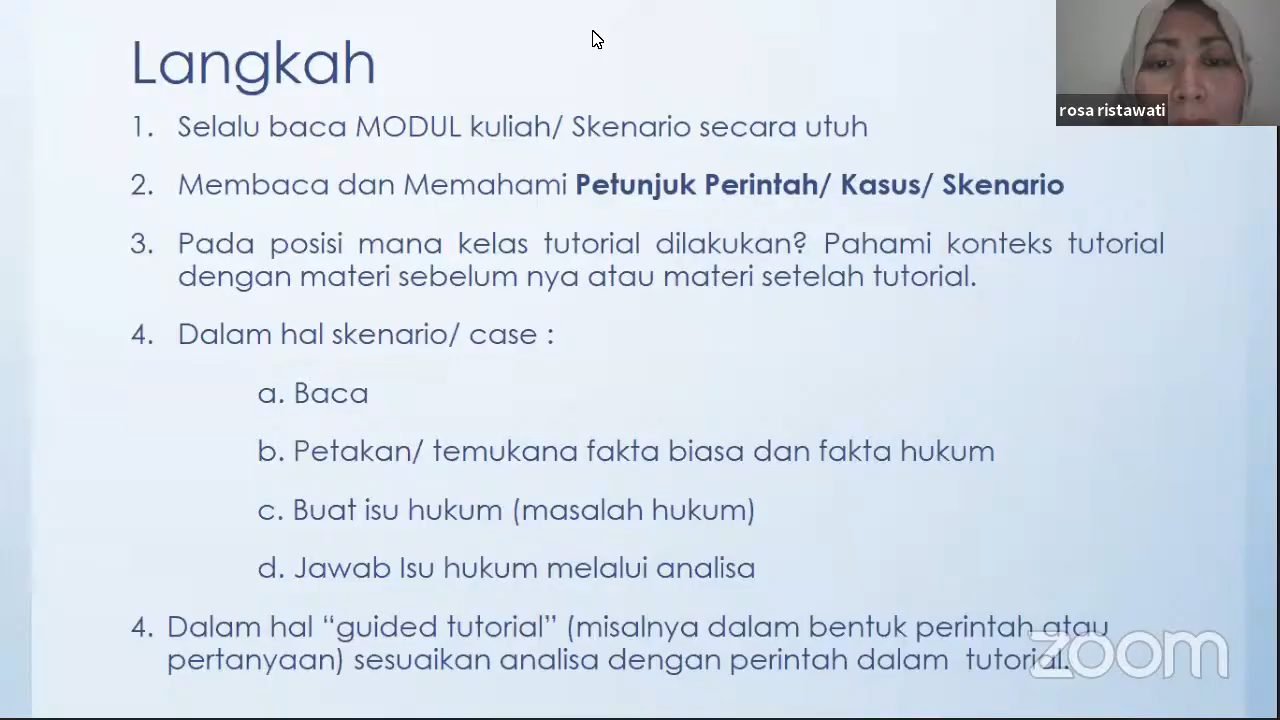 Langkah
rosa ristawati
1. Selalu baca MODUL kuliah/ Skenario secara utuh
2. Membaca dan Memahami Petunjuk Perintah/ Kasus/ Skenario
3. Pada posisi mana kelas tutorial dilakukan? Pahami konteks tutorial
dengan materi sebelum nya atau materi setelah tutorial.
4. Dalam hal skenario/ case :
a. Baca
b. Petakan/ temukana fakta biasa dan fakta hukum
c. Buat isu hukum (masalah hukum)
d. Jawab Isu hukum melalui analisa
4. Dalam hal “guided tutorial” (misalnya dalam bentuk perintah atau
pertanyaan) sesuaikan analisa dengan perintah dalam tutorial.
zoom